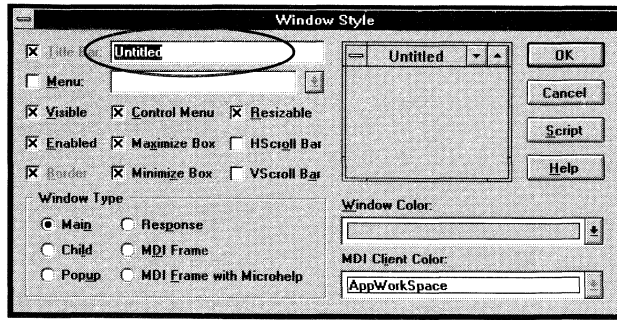 Window Style
Title Bar: Untitled
Menu:
Visible Control Menu Resizable
Enabled Maximize Box HScroll Bar
Border Minimize Box VScroll Bar
Window Type
Main Response
Child MDI Frame
Popup MDI Frame with Microhelp
Untitled
OK
Cancel
Script
Help
Window Color:
MDI Client Color:
AppWorkSpace